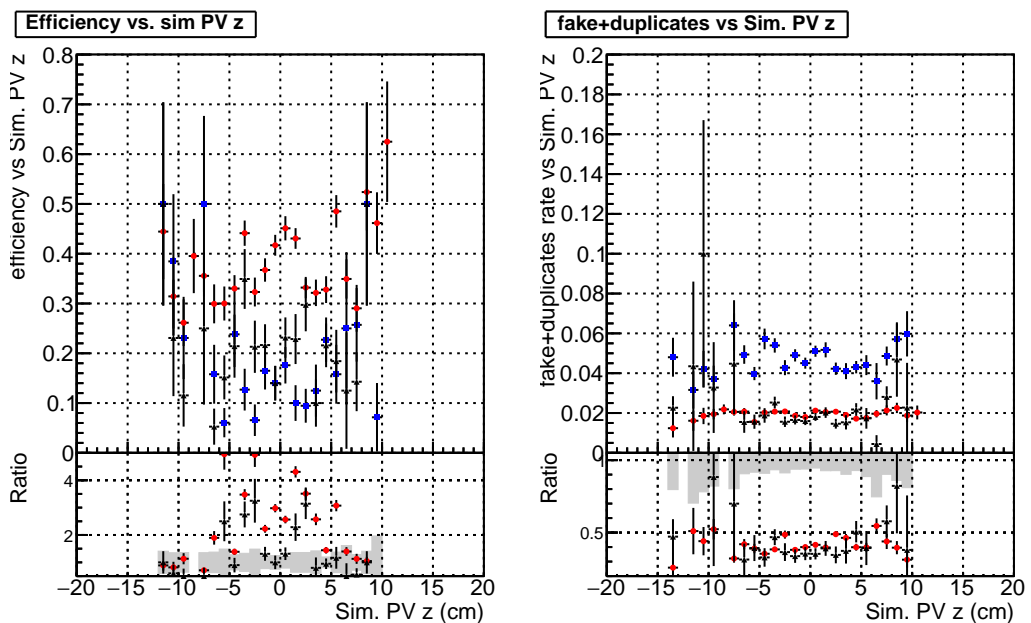 Efficiency vs. sim PV z
efficiency vs Sim. PV z
0.8
0.7
0.6
0.5
0.4
0.3
0.2
0.1
0
Ratio
4
2
−20 −15 −10 −5 0 5 10 15 20
Sim. PV z (cm)
fake+duplicates vs Sim. PV z
fake+duplicates rate vs Sim. PV z
0.2
0.18
0.16
0.14
0.12
0.1
0.08
0.06
0.04
0.02
0
Ratio
0.5
−20 −15 −10 −5 0 5 10 15 20
Sim. PV z (cm)